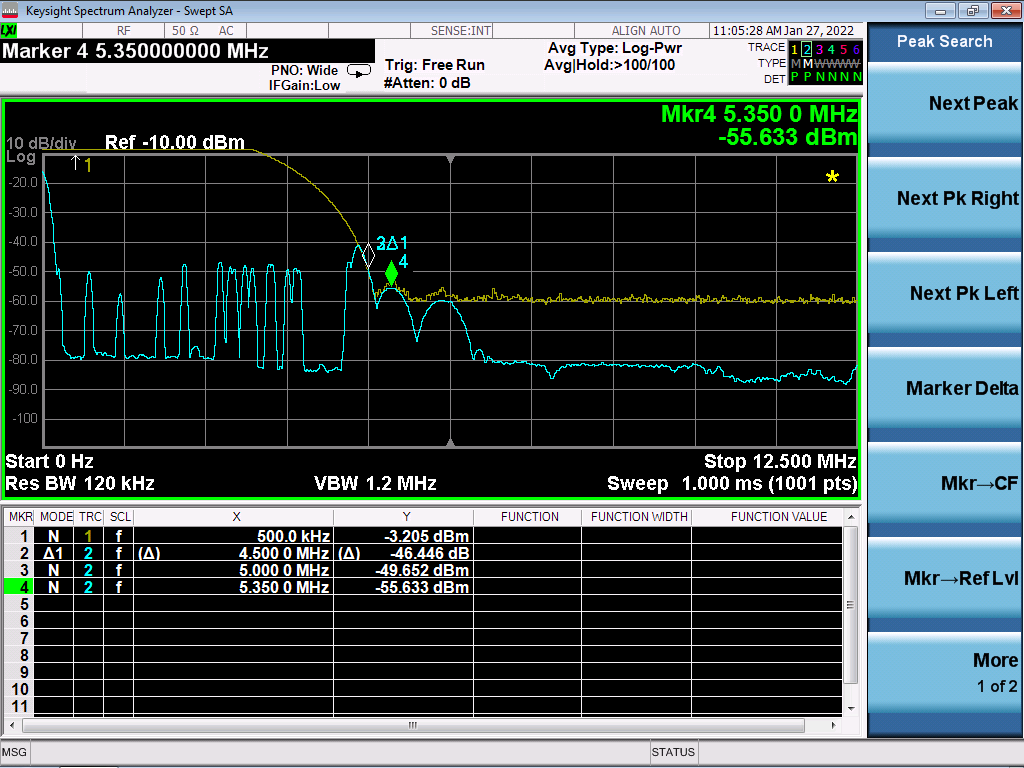 Keysight Spectrum Analyzer - Swept SA
LXI RF 50 Ω AC SENSE:INT ALIGN AUTO 11:05:28 AM Jan 27, 2022
Marker 4 5.350000000 MHz
PNO: Wide
IFGain:Low
Trig: Free Run
#Atten: 0 dB
Avg Type: Log-Pwr
Avg|Hold:>100/100
TRACE 1 2 3 4 5 6
TYPE M M W W W W
DET P P N N N N
Peak Search
Next Peak
Next Pk Right
Next Pk Left
Marker Delta
Mkr→CF
Mkr→Ref Lvl
More
1 of 2
Mkr4 5.350 0 MHz
-55.633 dBm
10 dB/div Ref -10.00 dBm
Log
1
-20.0
-30.0
-40.0
-50.0
-60.0
-70.0
-80.0
-90.0
-100
*
Δ1
4
Start 0 Hz Stop 12.500 MHz
Res BW 120 kHz VBW 1.2 MHz Sweep 1.000 ms (1001 pts)
MKR MODE TRC SCL X Y FUNCTION FUNCTION WIDTH FUNCTION VALUE
1 N 1 f 500.0 kHz -3.205 dBm
2 Δ1 2 f (Δ) 4.500 0 MHz (Δ) -46.446 dB
3 N 2 f 5.000 0 MHz -49.652 dBm
4 N 2 f 5.350 0 MHz -55.633 dBm
5
6
7
8
9
10
11
MSG STATUS